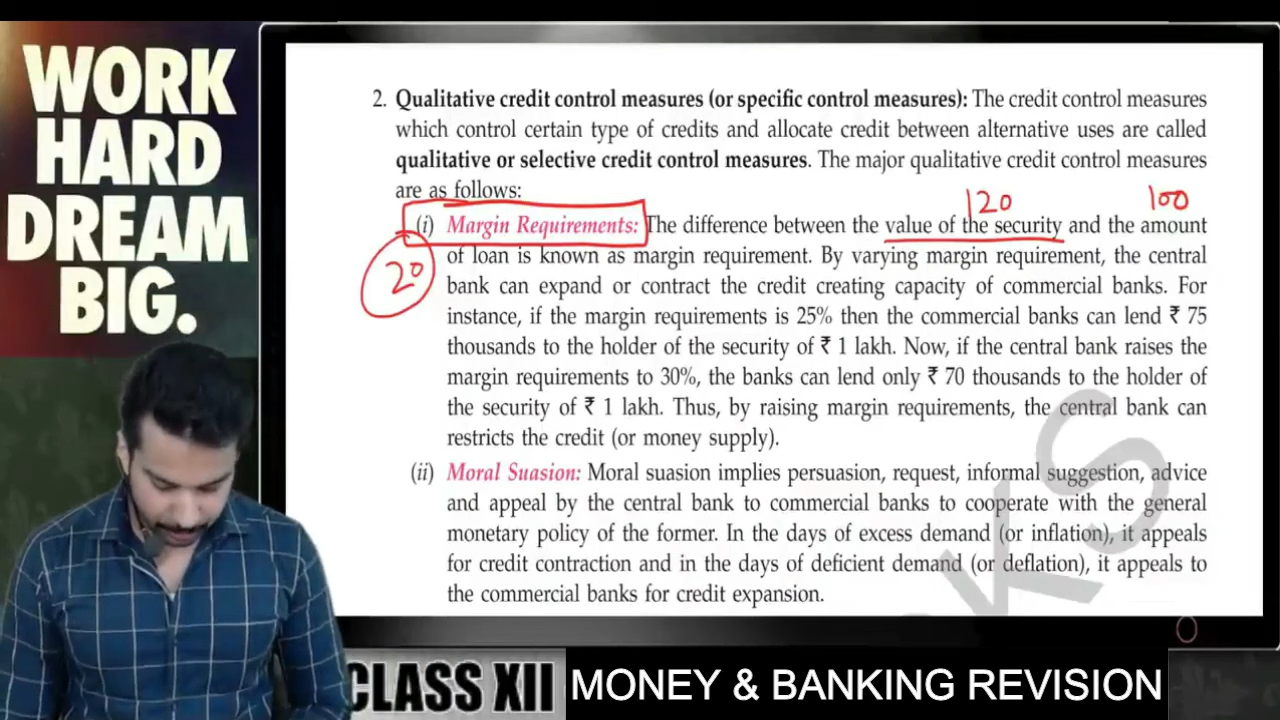 WORK
HARD
DREAM
BIG.
2. Qualitative credit control measures (or specific control measures): The credit control measures
which control certain type of credits and allocate credit between alternative uses are called
qualitative or selective credit control measures. The major qualitative credit control measures
are as follows:
120 100
(i) Margin Requirements: The difference between the value of the security and the amount
of loan is known as margin requirement. By varying margin requirement, the central
20
bank can expand or contract the credit creating capacity of commercial banks. For
instance, if the margin requirements is 25% then the commercial banks can lend ₹ 75
thousands to the holder of the security of ₹ 1 lakh. Now, if the central bank raises the
margin requirements to 30%, the banks can lend only ₹ 70 thousands to the holder of
the security of ₹ 1 lakh. Thus, by raising margin requirements, the central bank can
restricts the credit (or money supply).
(ii) Moral Suasion: Moral suasion implies persuasion, request, informal suggestion, advice
and appeal by the central bank to commercial banks to cooperate with the general
monetary policy of the former. In the days of excess demand (or inflation), it appeals
for credit contraction and in the days of deficient demand (or deflation), it appeals to
the commercial banks for credit expansion.
CLASS XII MONEY & BANKING REVISION